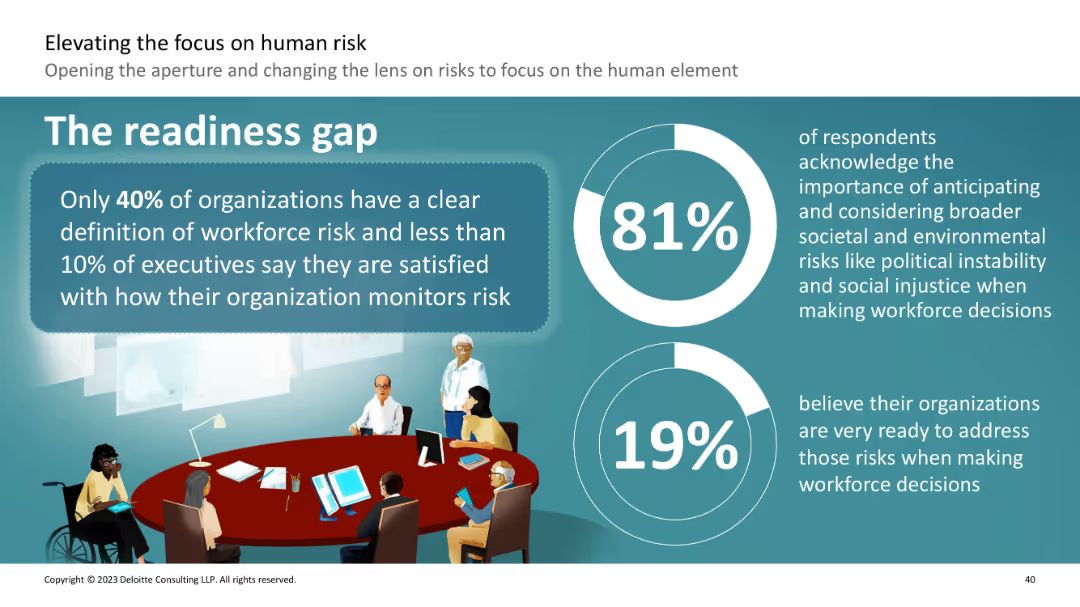 Elevating the focus on human risk
Opening the aperture and changing the lens on risks to focus on the human element
The readiness gap
Only 40% of organizations have a clear
definition of workforce risk and less than
10% of executives say they are satisfied
with how their organization monitors risk
81%
of respondents
acknowledge the
importance of anticipating
and considering broader
societal and environmental
risks like political instability
and social injustice when
making workforce decisions
19%
believe their organizations
are very ready to address
those risks when making
workforce decisions
Copyright © 2023 Deloitte Consulting LLP. All rights reserved.
40